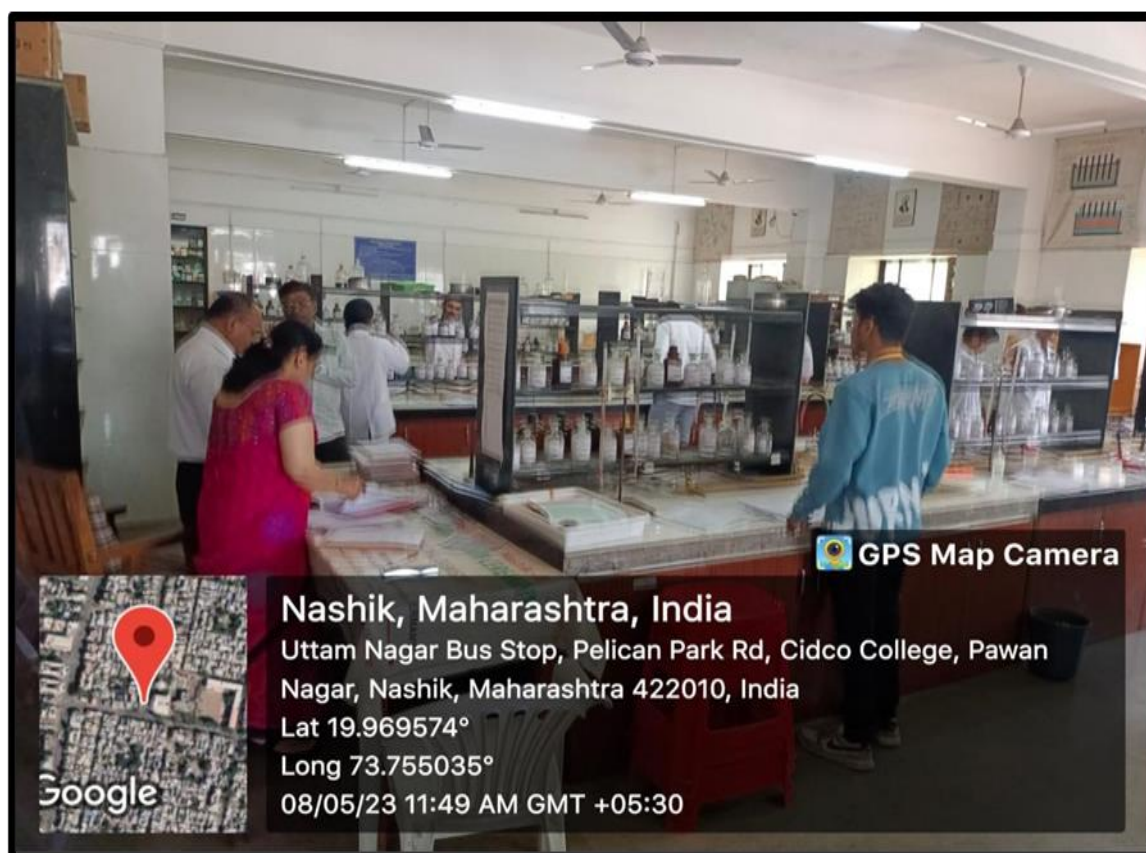 GPS Map Camera
Nashik, Maharashtra, India
Uttam Nagar Bus Stop, Pelican Park Rd, Cidco College, Pawan
Nagar, Nashik, Maharashtra 422010, India
Lat 19.969574°
Long 73.755035°
08/05/23 11:49 AM GMT +05:30
Google